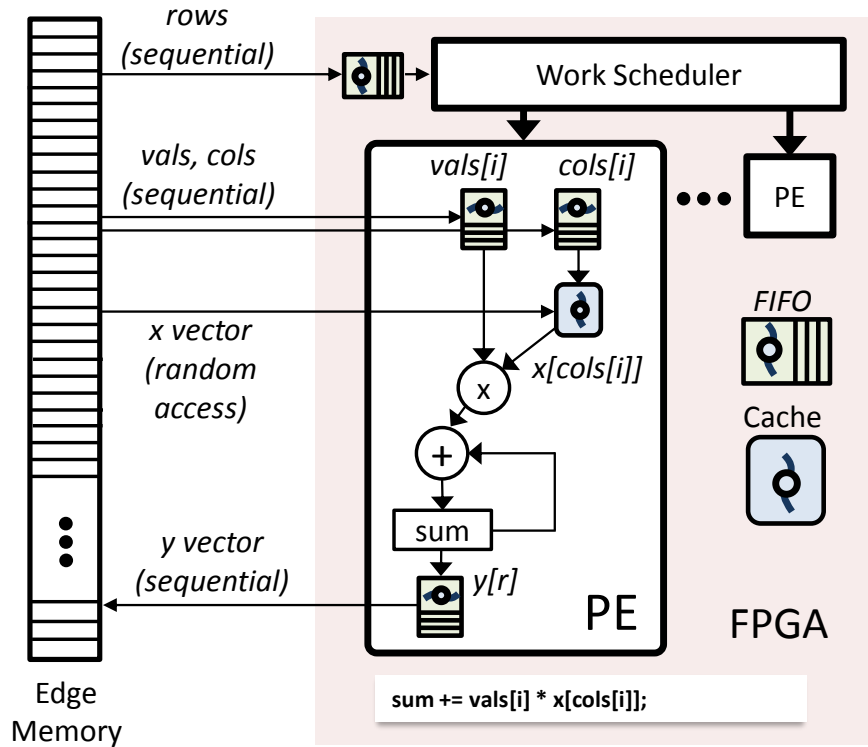 rows
(sequential)
Work Scheduler
vals, cols
(sequential)
vals[i]
cols[i]
PE
FIFO
x vector
(random
access)
x[cols[i]]
x
Cache
+
sum
y vector
(sequential)
y[r]
PE
FPGA
Edge
Memory
sum += vals[i] * x[cols[i]];